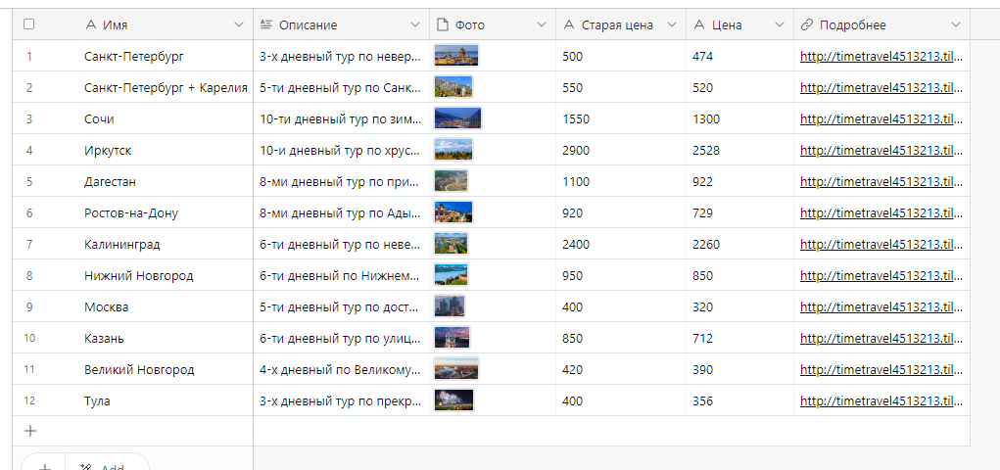 Имя Описание Фото Старая цена Цена Подробнее
1 Санкт-Петербург 3-х дневный тур по невер... 500 474 http://timetravel4513213.til...
2 Санкт-Петербург + Карелия 5-ти дневный тур по Санк... 550 520 http://timetravel4513213.til...
3 Сочи 10-ти дневный тур по зим... 1550 1300 http://timetravel4513213.til...
4 Иркутск 10-и дневный тур по хрус... 2900 2528 http://timetravel4513213.til...
5 Дагестан 8-ми дневный тур по при... 1100 922 http://timetravel4513213.til...
6 Ростов-на-Дону 8-ми дневный тур по Ады... 920 729 http://timetravel4513213.til...
7 Калининград 6-ти дневный тур по неве... 2400 2260 http://timetravel4513213.til...
8 Нижний Новгород 6-ти дневный по Нижнем... 950 850 http://timetravel4513213.til...
9 Москва 5-ти дневный тур по дост... 400 320 http://timetravel4513213.til...
10 Казань 6-ти дневный тур по улиц... 850 712 http://timetravel4513213.til...
11 Великий Новгород 4-х дневный по Великому... 420 390 http://timetravel4513213.til...
12 Тула 3-х дневный тур по прекр... 400 356 http://timetravel4513213.til...
+
+ Add...